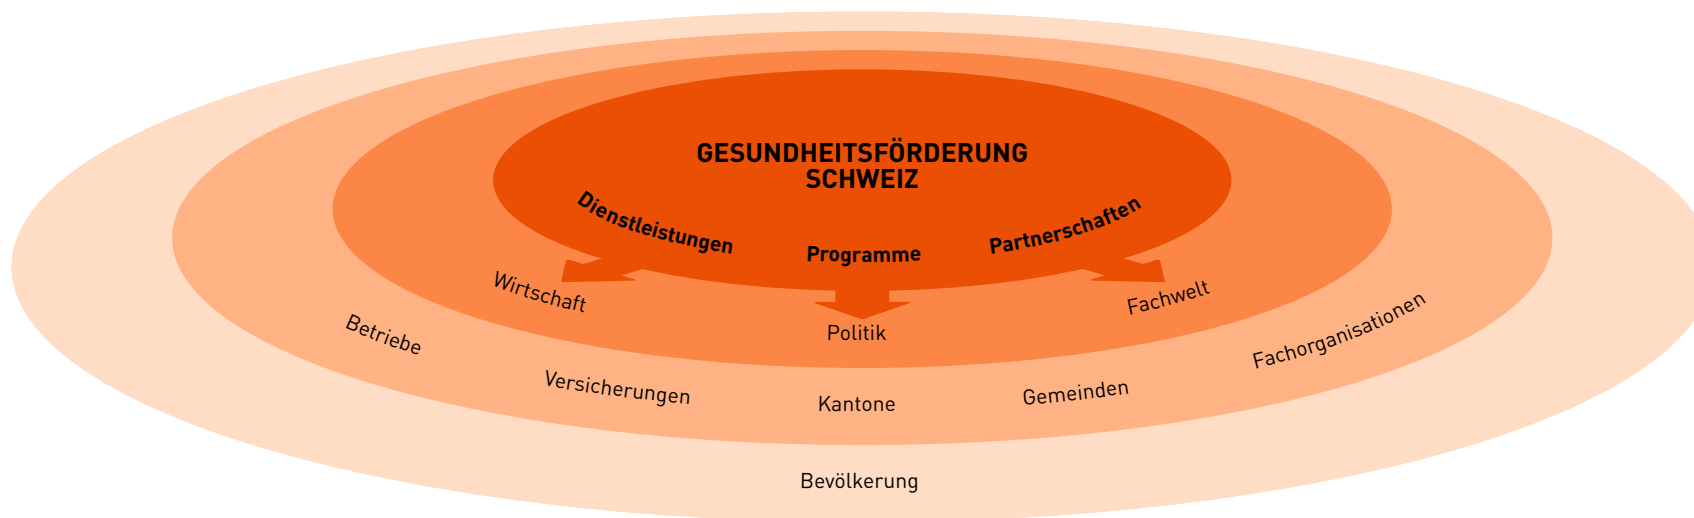 GESUNDHEITSFÖRDERUNG
SCHWEIZ
Dienstleistungen
Programme
Partnerschaften
Wirtschaft
Politik
Fachwelt
Betriebe
Versicherungen
Kantone
Gemeinden
Fachorganisationen
Bevölkerung